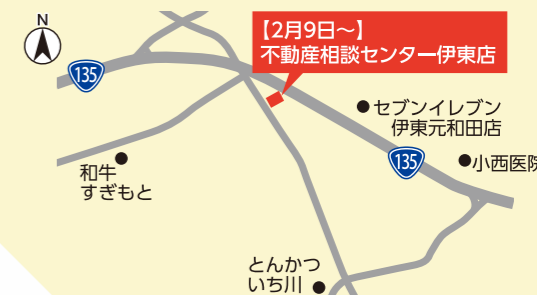 N
【2月9日～】
不動産相談センター伊東店
135
セブンイレブン
伊東元和田店
135
小西医院
和牛
すぎもと
とんかつ
いち川